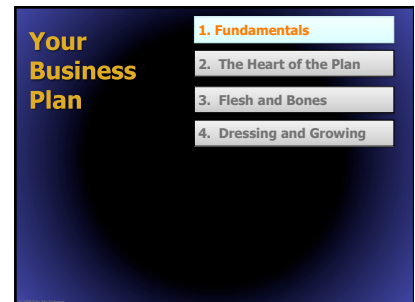 Your
Business
Plan
1. Fundamentals
2. The Heart of the Plan
3. Flesh and Bones
4. Dressing and Growing